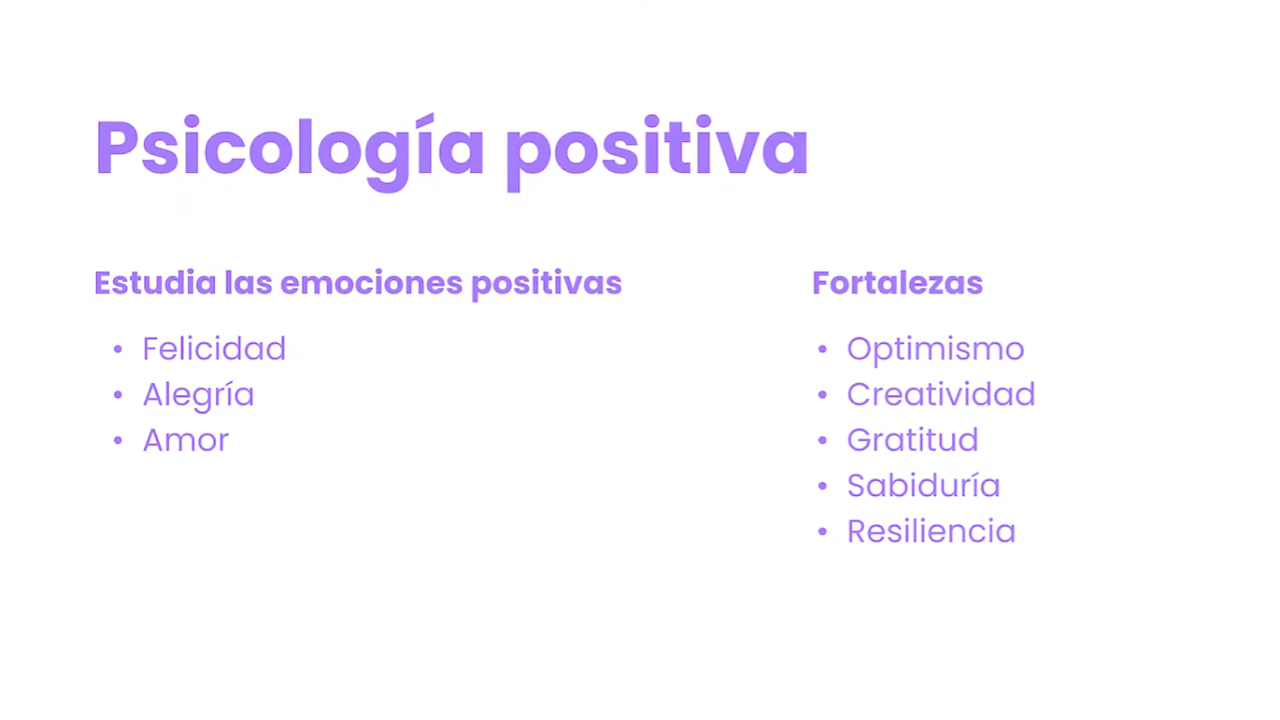 Psicología positiva
Estudia las emociones positivas
• Felicidad
• Alegría
• Amor
Fortalezas
• Optimismo
• Creatividad
• Gratitud
• Sabiduría
• Resiliencia